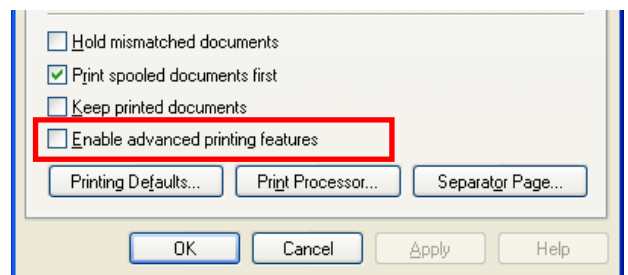 Hold mismatched documents
Print spooled documents first
Keep printed documents
Enable advanced printing features
Printing Defaults... Print Processor... Separator Page...
OK Cancel Apply Help